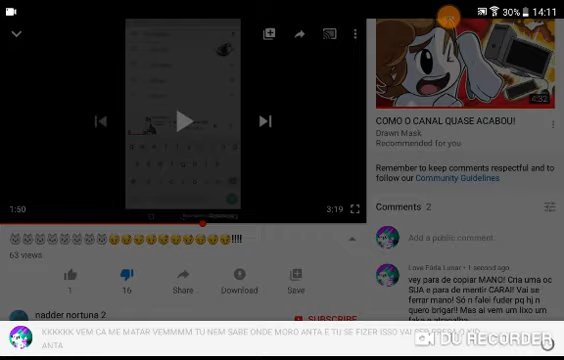 30% 14:11
4:32
COMO O CANAL QUASE ACABOU!!
Drawn Mask
Recommended for you
Remember to keep comments respectful and to
follow our Community Guidelines
1:50
3:19
Comments 2
!!!!
63 views
Add a public comment
1
16
Share
Download
Save
Love Fúria Lunar • 1 second ago
vey para de copiar MANO! Cria uma oc
SUA e para de mentir CARA!! Vai se
ferrar mano! Só n falei fuder pq hj n
quero brigar!! Mas ai vem um lixo um
nadder nortuna 2
SUBSCRIBE
KKKKKK VEM CA ME MATAR VEMMMM TU NEM SABE ONDE MORO ANTA E TU SE FIZER ISSO VAI SER
ANTA
DU RECORDER